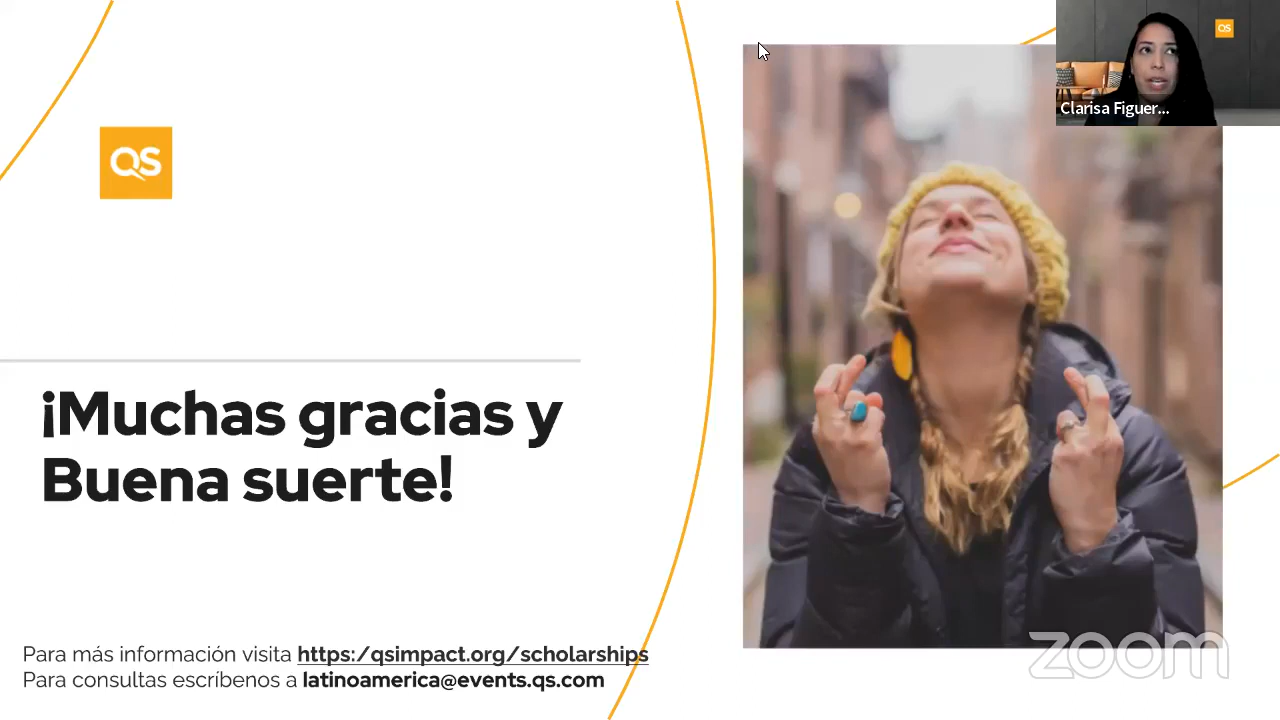 QS
QS
Clarisa Figuer...
¡Muchas gracias y
Buena suerte!
Para más información visita https:/qsimpact.org/scholarships
Para consultas escríbenos a latinoamerica@events.qs.com
zoom